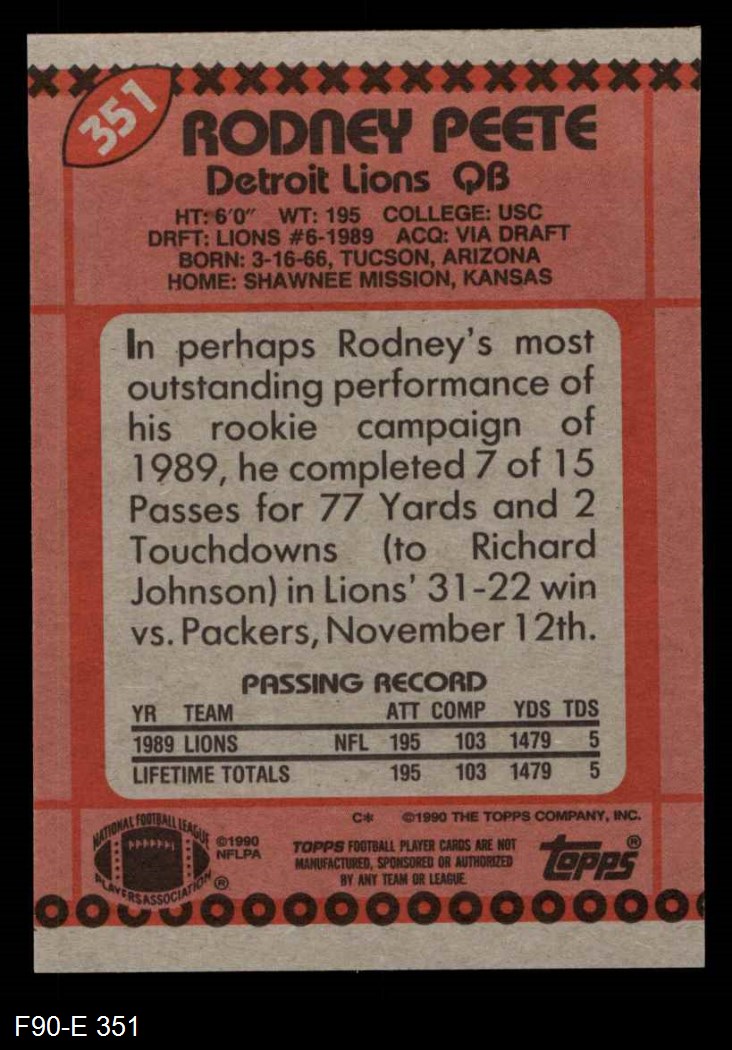 351
RODNEY PEETE
Detroit Lions QB
HT: 6'0" WT: 195 COLLEGE: USC
DRFT: LIONS #6-1989 ACQ: VIA DRAFT
BORN: 3-16-66, TUCSON, ARIZONA
HOME: SHAWNEE MISSION, KANSAS
In perhaps Rodney's most
outstanding performance of
his rookie campaign of
1989, he completed 7 of 15
Passes for 77 Yards and 2
Touchdowns (to Richard
Johnson) in Lions' 31-22 win
vs. Packers, November 12th.
PASSING RECORD
YR TEAM ATT COMP YDS TDS
1989 LIONS NFL 195 103 1479 5
LIFETIME TOTALS 195 103 1479 5
C* ©1990 THE TOPPS COMPANY, INC.
NATIONAL FOOTBALL LEAGUE
PLAYERS ASSOCIATION ®
©1990
NFLPA
TOPPS FOOTBALL PLAYER CARDS ARE NOT
MANUFACTURED, SPONSORED OR AUTHORIZED
BY ANY TEAM OR LEAGUE.
topps®
F90-E 351